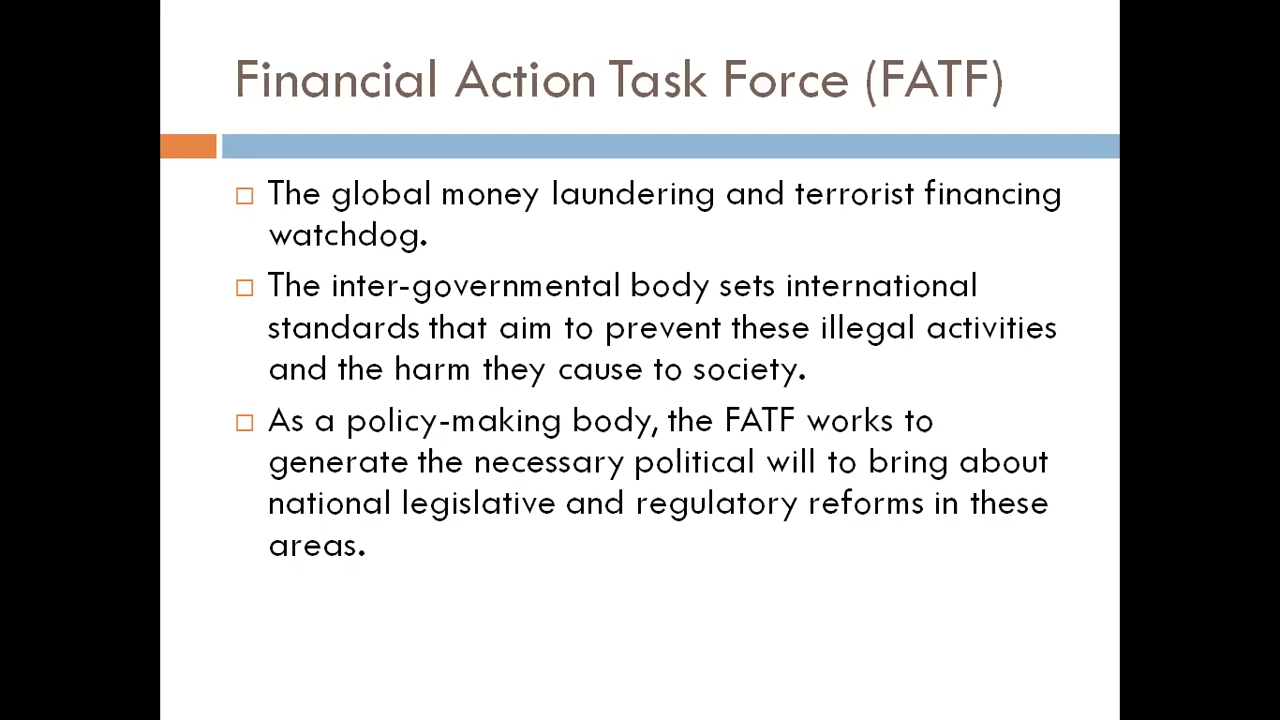 Financial Action Task Force (FATF)
The global money laundering and terrorist financing
watchdog.
The inter-governmental body sets international
standards that aim to prevent these illegal activities
and the harm they cause to society.
As a policy-making body, the FATF works to
generate the necessary political will to bring about
national legislative and regulatory reforms in these
areas.